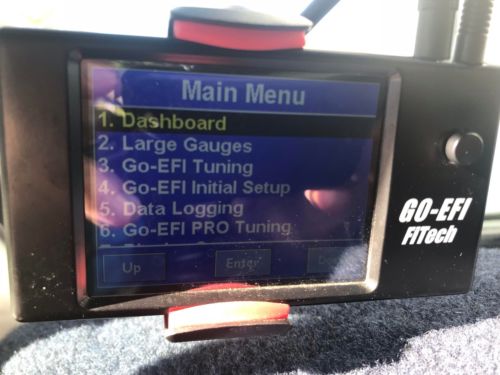 Main Menu
1. Dashboard
2. Large Gauges
3. Go-EFI Tuning
4. Go-EFI Initial Setup
5. Data Logging
6. Go-EFI PRO Tuning
Up
Enter
GO-EFI
FiTech